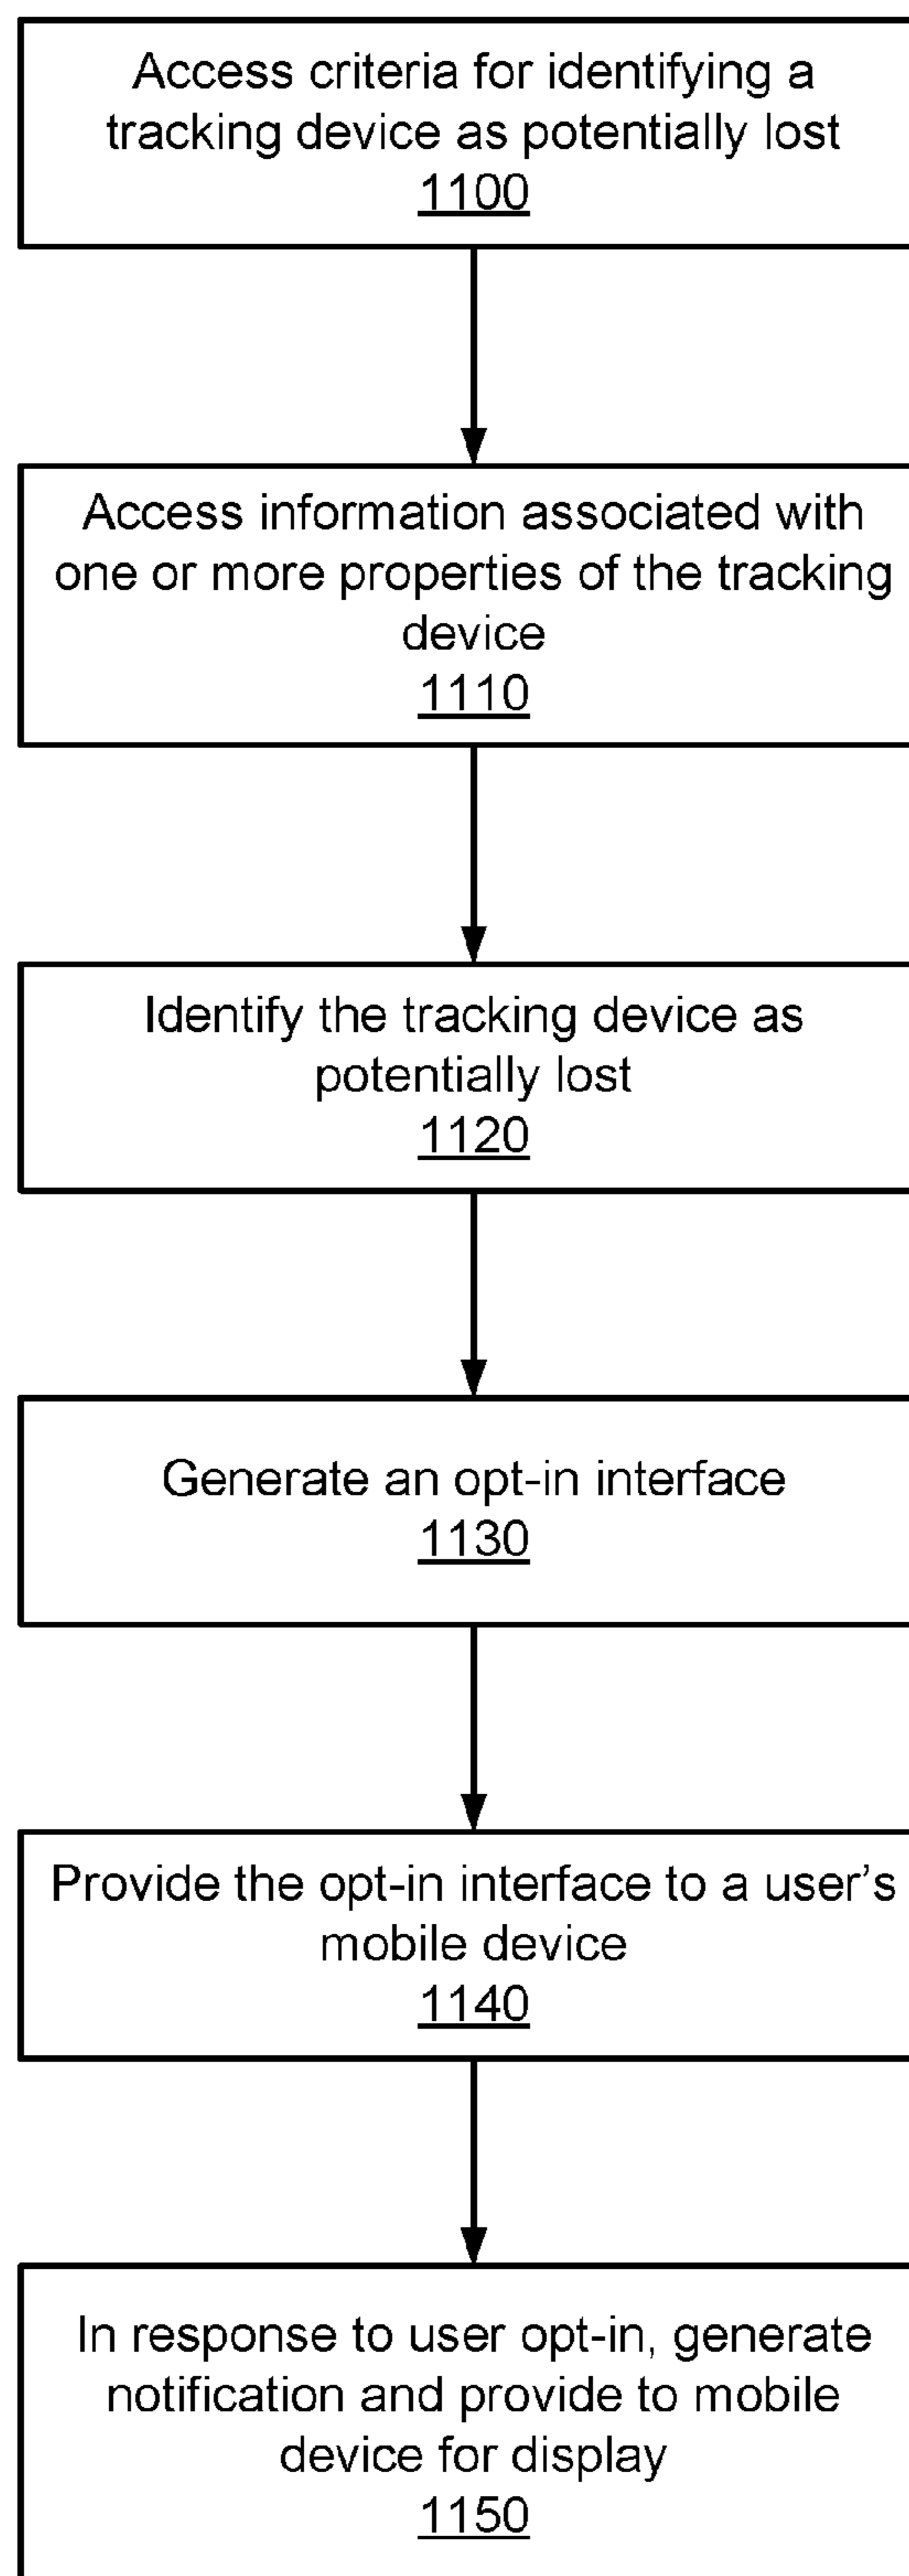 Access criteria for identifying a
tracking device as potentially lost
1100
Access information associated with
one or more properties of the tracking
device
1110
Identify the tracking device as
potentially lost
1120
Generate an opt-in interface
1130
Provide the opt-in interface to a user's
mobile device
1140
In response to user opt-in, generate
notification and provide to mobile
device for display
1150